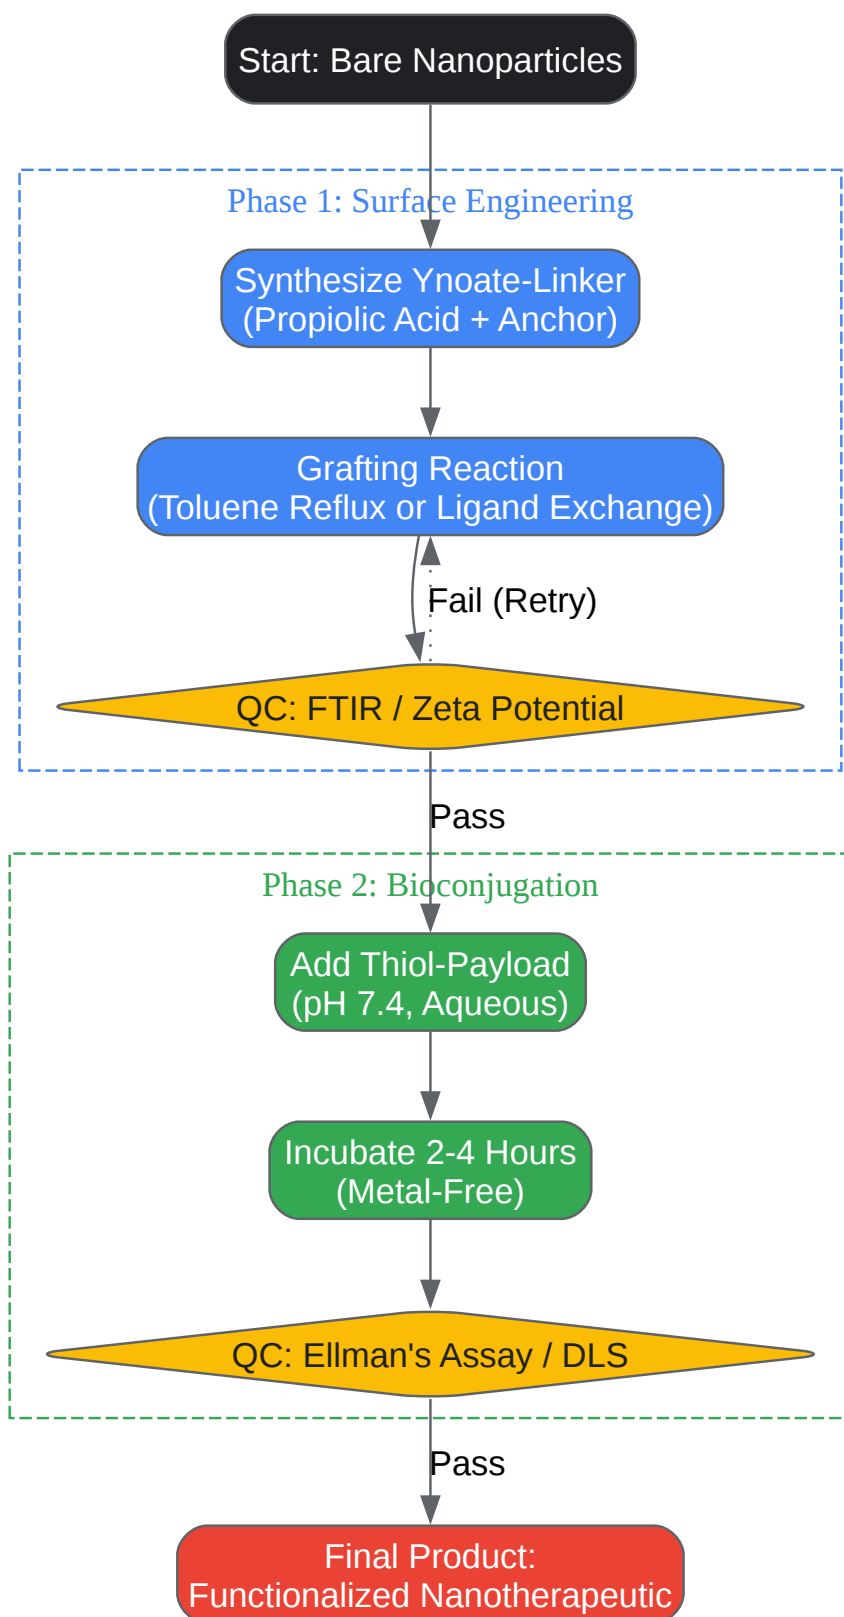 Start: Bare Nanoparticles
Phase 1: Surface Engineering
Synthesize Ynoate-Linker
(Propiolic Acid + Anchor)
Grafting Reaction
(Toluene Reflux or Ligand Exchange)
Fail (Retry)
QC: FTIR / Zeta Potential
Pass
Phase 2: Bioconjugation
Add Thiol-Payload
(pH 7.4, Aqueous)
Incubate 2-4 Hours
(Metal-Free)
QC: Ellman's Assay / DLS
Pass
Final Product:
Functionalized Nanotherapeutic